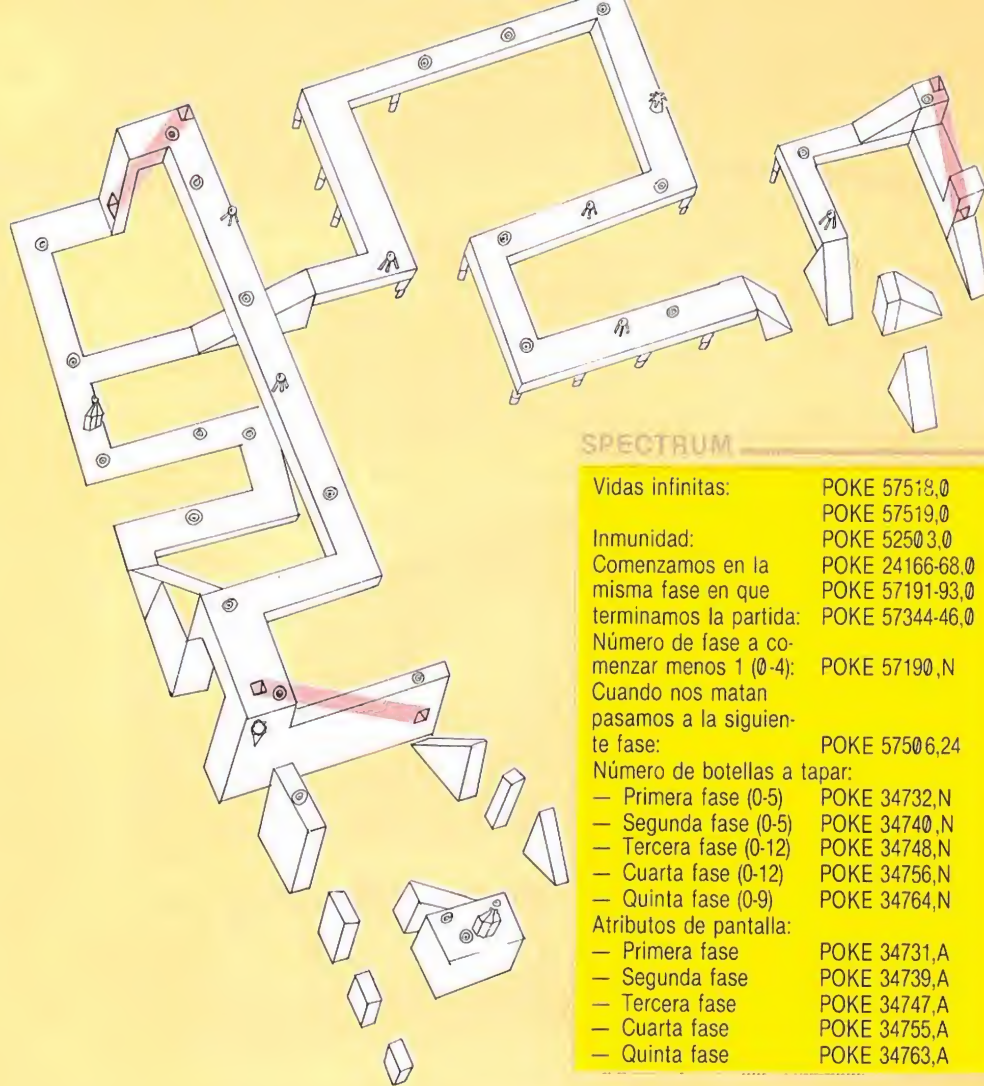 SPECTRUM
Vidas infinitas: POKE 57518,0
POKE 57519,0
Inmunidad: POKE 52503,0
Comenzamos en la POKE 24166-68,0
misma fase en que POKE 57191-93,0
terminamos la partida: POKE 57344-46,0
Número de fase a co-
menzar menos 1 (0-4): POKE 57190,N
Cuando nos matan
pasamos a la siguien-
te fase: POKE 57506,24
Número de botellas a tapar:
— Primera fase (0-5) POKE 34732,N
— Segunda fase (0-5) POKE 34740,N
— Tercera fase (0-12) POKE 34748,N
— Cuarta fase (0-12) POKE 34756,N
— Quinta fase (0-9) POKE 34764,N
Atributos de pantalla:
— Primera fase POKE 34731,A
— Segunda fase POKE 34739,A
— Tercera fase POKE 34747,A
— Cuarta fase POKE 34755,A
— Quinta fase POKE 34763,A